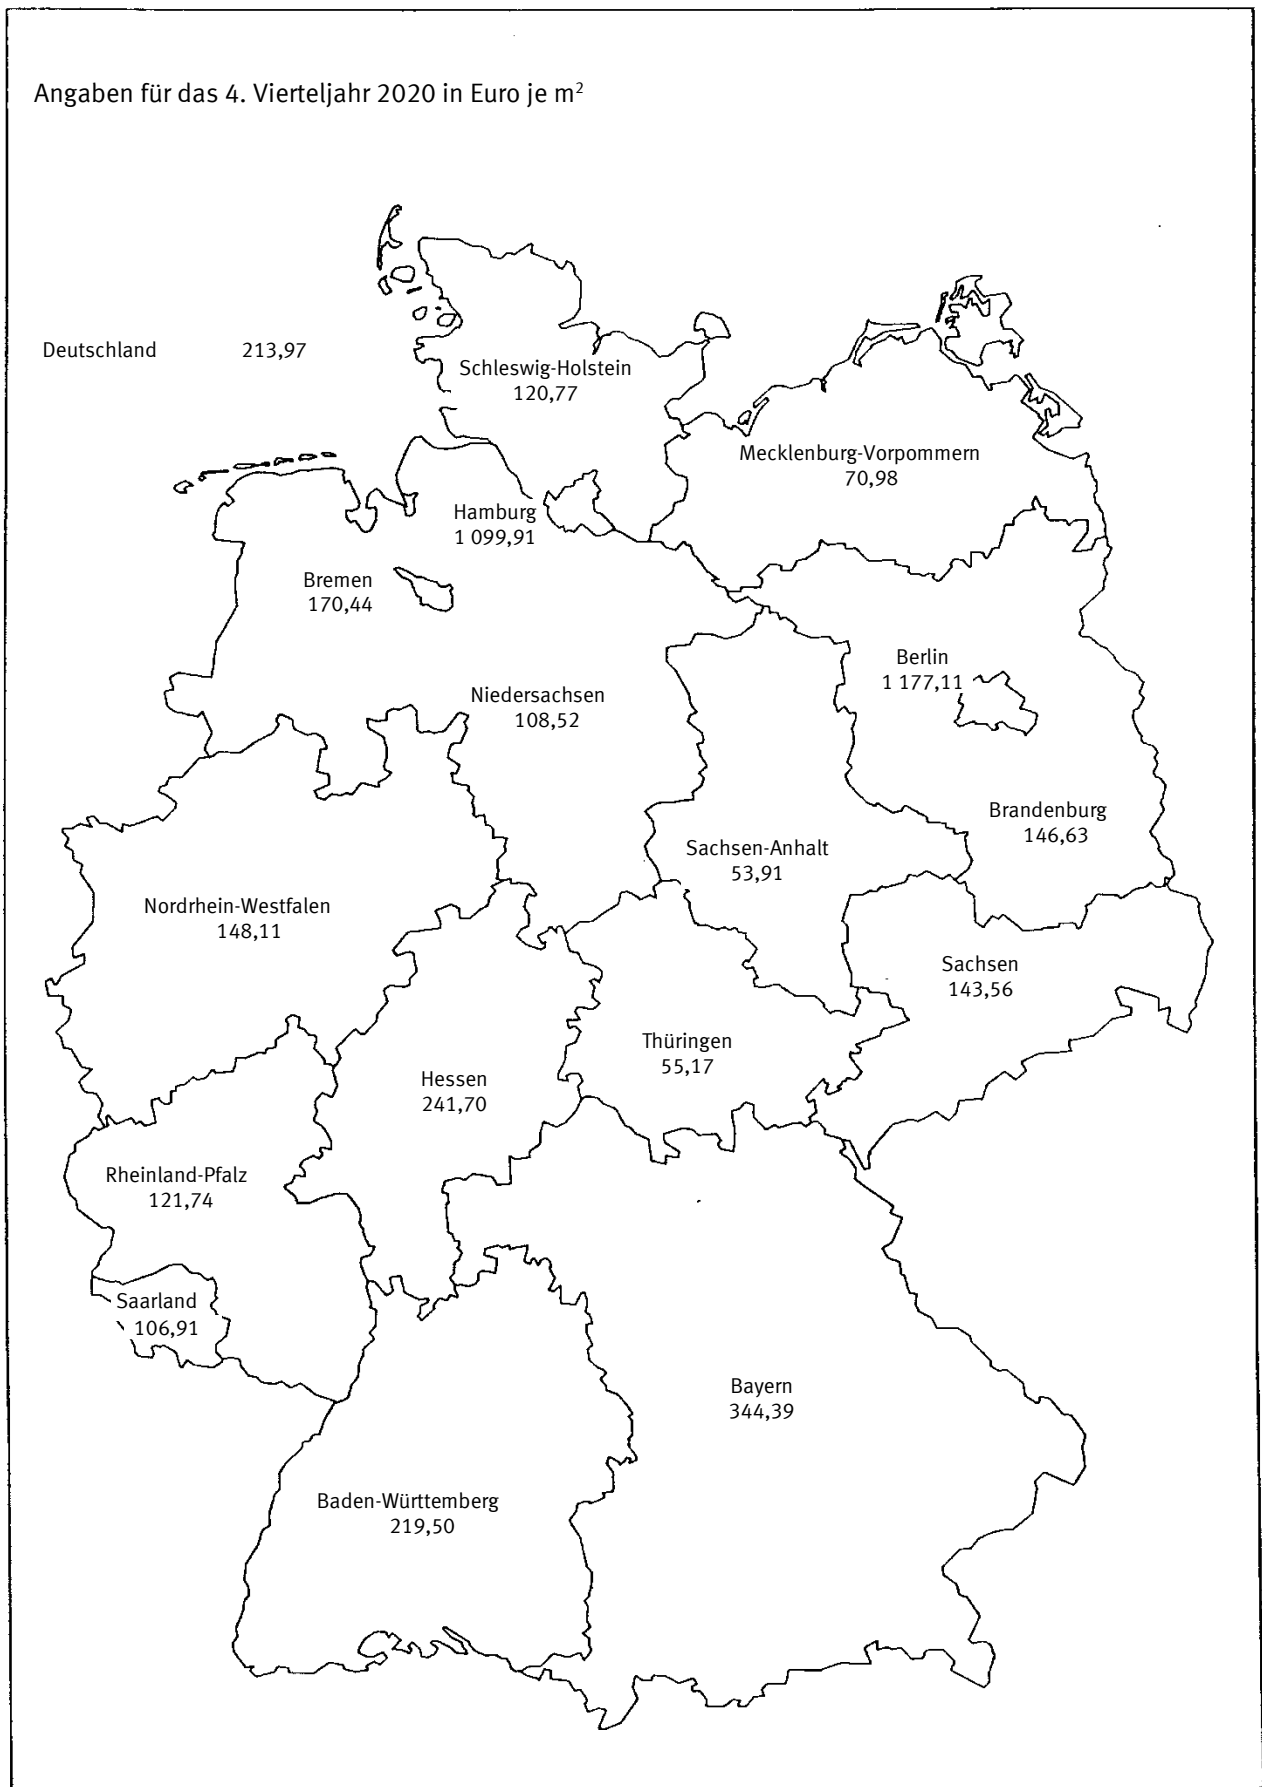 Angaben für das 4. Vierteljahr 2020 in Euro je m²
Deutschland 213,97
Schleswig-Holstein
120,77
Mecklenburg-Vorpommern
70,98
Hamburg
1 099,91
Bremen
170,44
Berlin
1 177,11
Niedersachsen
108,52
Brandenburg
146,63
Sachsen-Anhalt
53,91
Nordrhein-Westfalen
148,11
Sachsen
143,56
Thüringen
55,17
Hessen
241,70
Rheinland-Pfalz
121,74
Saarland
106,91
Bayern
344,39
Baden-Württemberg
219,50